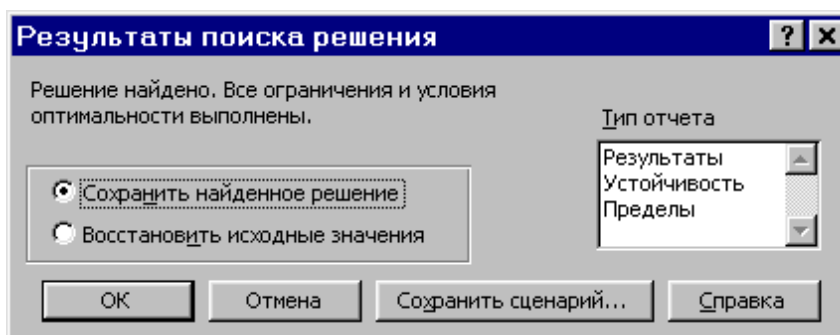 Результаты поиска решения
Решение найдено. Все ограничения и условия
оптимальности выполнены.
Тип отчета
Результаты
Устойчивость
Пределы
Сохранить найденное решение
Восстановить исходные значения
ОК
Отмена
Сохранить сценарий...
Справка